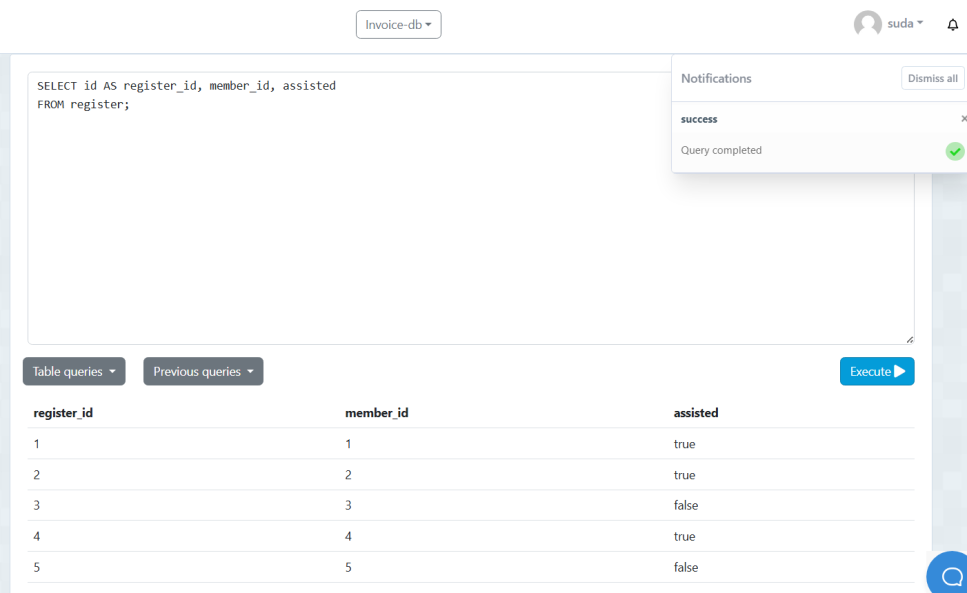 Invoice-db
suda
SELECT id AS register_id, member_id, assisted
FROM register;
Notifications
Dismiss all
success
×
Query completed
Table queries
Previous queries
Execute
register_id member_id assisted
1 1 true
2 2 true
3 3 false
4 4 true
5 5 false